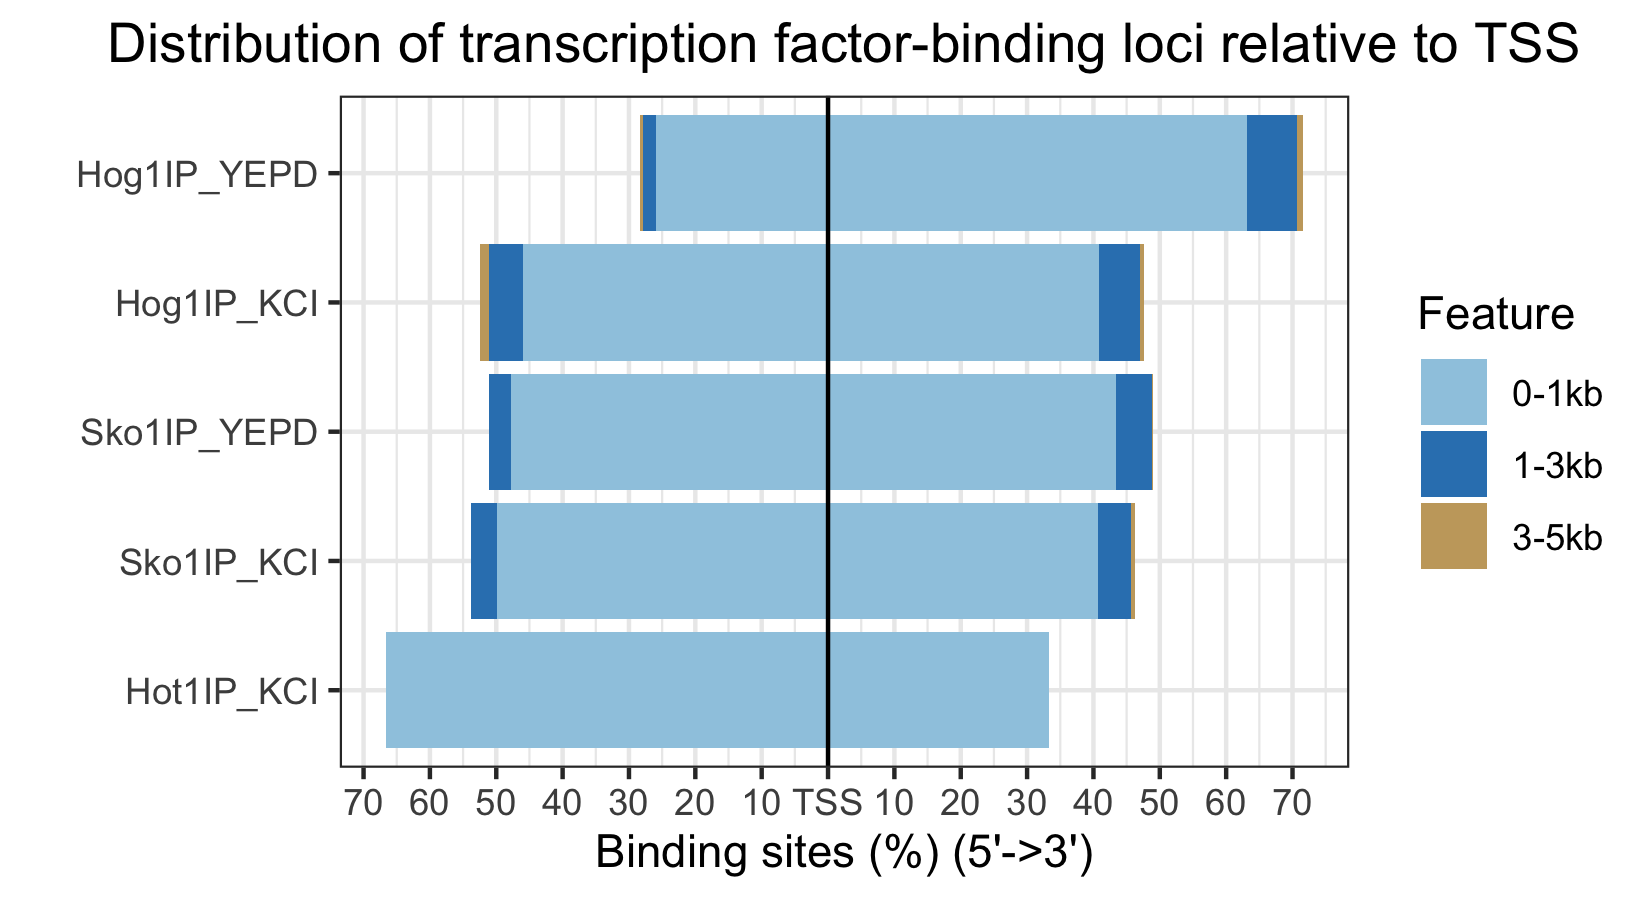 Distribution of transcription factor-binding loci relative to TSS
Hog1IP_YEPD
Hog1IP_KCl
Sko1IP_YEPD
Sko1IP_KCl
Hot1IP_KCl
70 60 50 40 30 20 10 TSS 10 20 30 40 50 60 70
Binding sites (%) (5'->3')
Feature
0-1kb
1-3kb
3-5kb